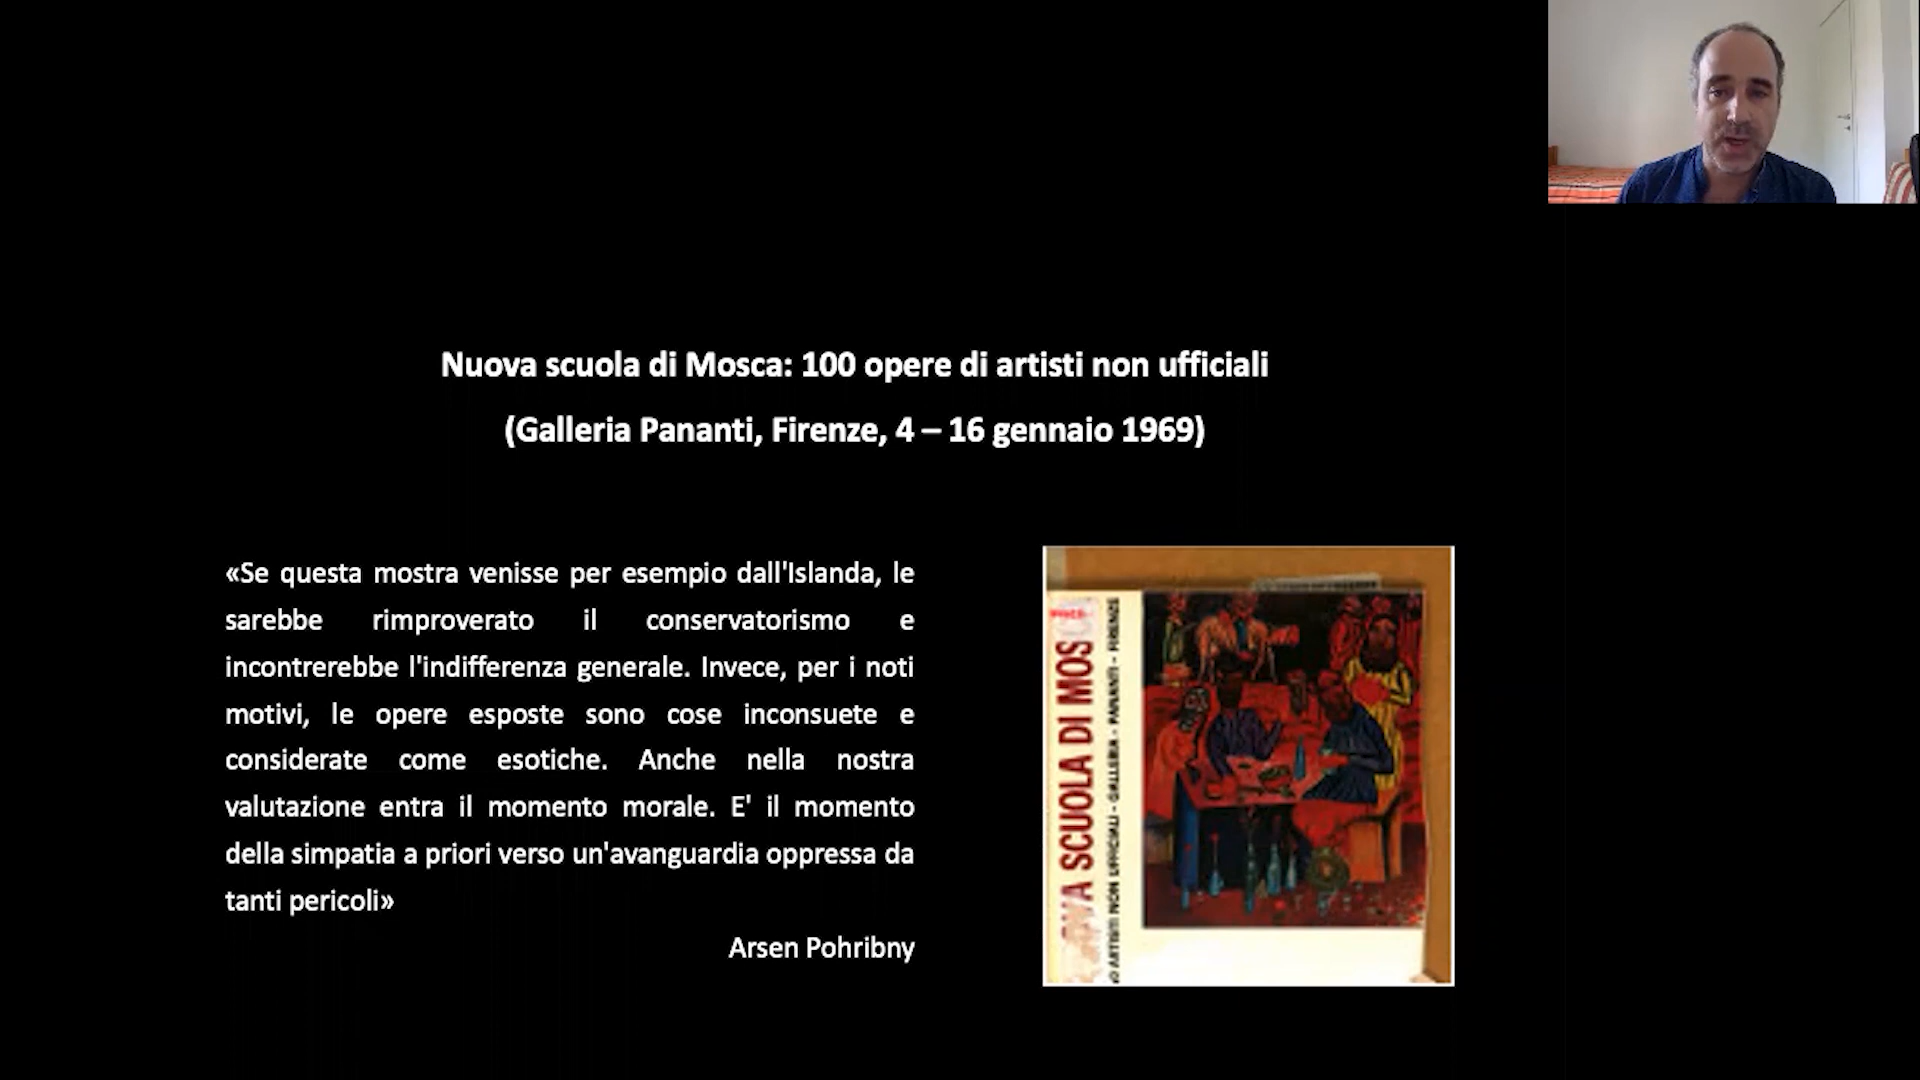 Nuova scuola di Mosca: 100 opere di artisti non ufficiali
(Galleria Pananti, Firenze, 4 – 16 gennaio 1969)
«Se questa mostra venisse per esempio dall'Islanda, le
sarebbe rimproverato il conservatorismo e
incontrerebbe l'indifferenza generale. Invece, per i noti
motivi, le opere esposte sono cose inconsuete e
considerate come esotiche. Anche nella nostra
valutazione entra il momento morale. E' il momento
della simpatia a priori verso un'avanguardia oppressa da
tanti pericoli»
Arsen Pohribny
SCUOLA DI MOS
ARTISTI NON UFFICIALI - GALLERIA - PANANTI - FIRENZE